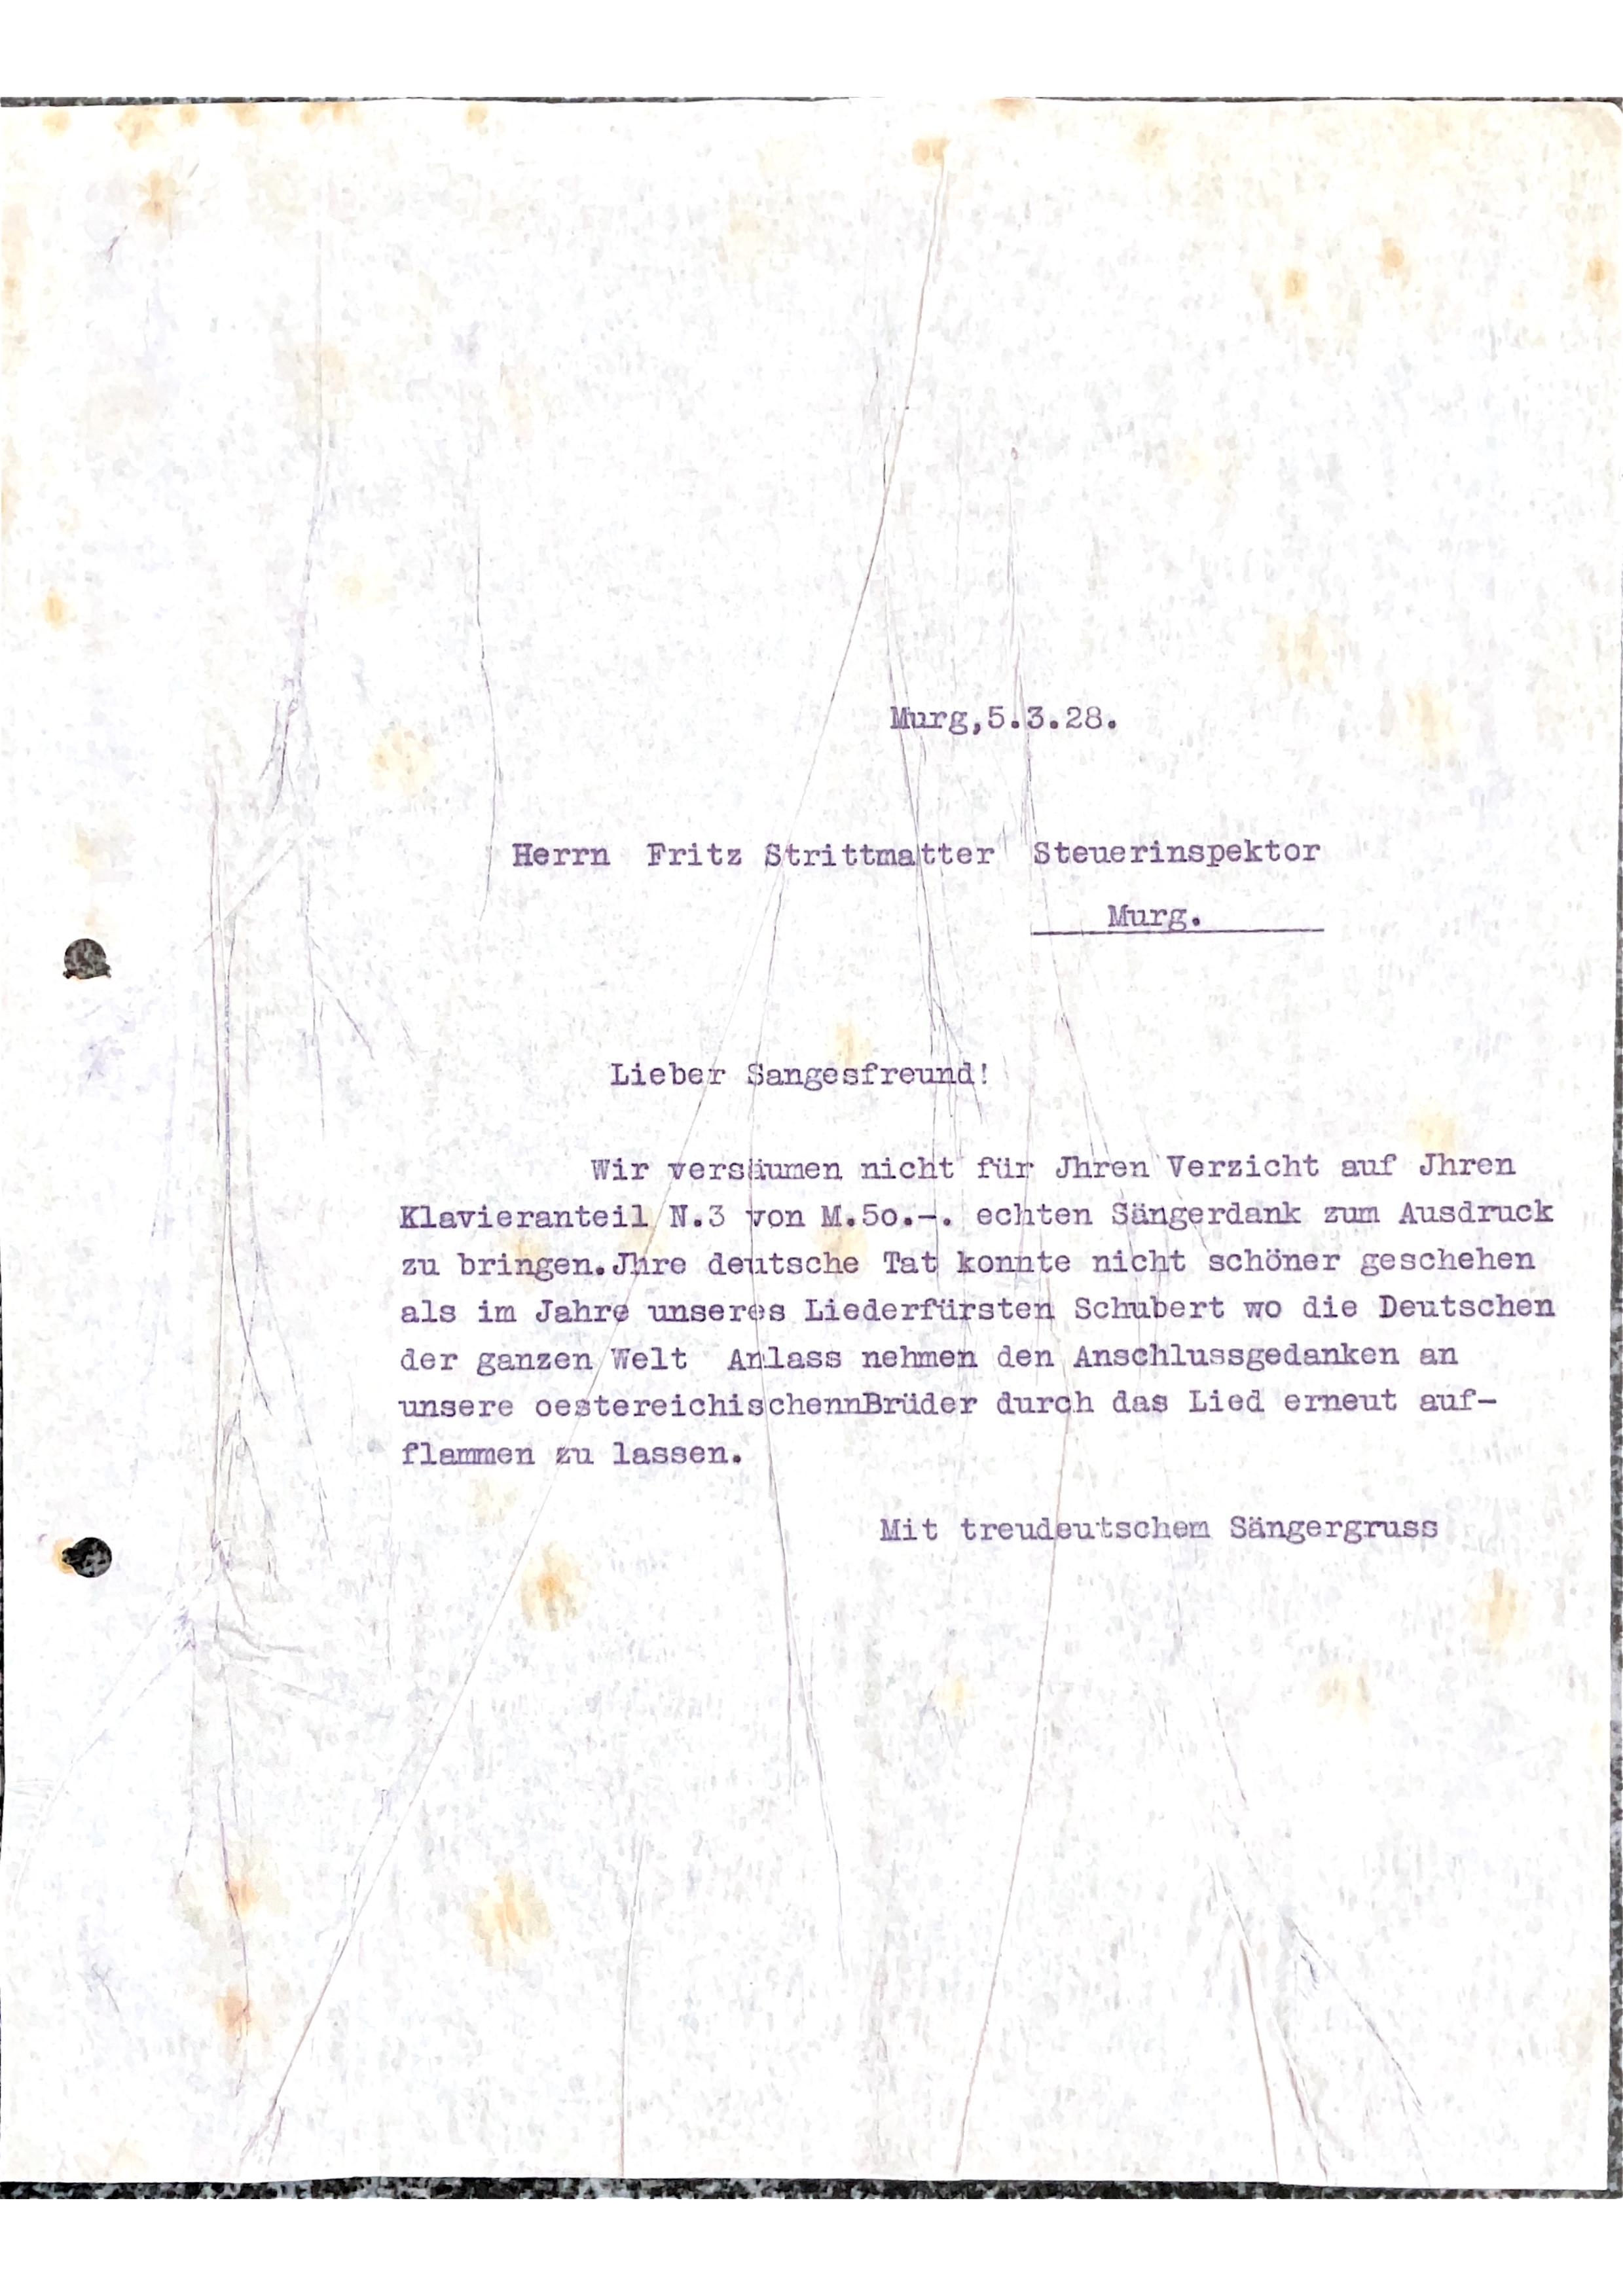 Murg,5.3.28.
Herrn Fritz Strittmatter Steuerinspektor
Murg.
Lieber Sangesfreund!
Wir versäumen nicht für Jhren Verzicht auf Jhren
Klavieranteil N.3 von M.5o.-. echten Sängerdank zum Ausdruck
zu bringen.Jhre deutsche Tat konnte nicht schöner geschehen
als im Jahre unseres Liederfürsten Schubert wo die Deutschen
der ganzen Welt Anlass nehmen den Anschlussgedanken an
unsere oestereichischennBrüder durch das Lied erneut auf-
flammen zu lassen.
Mit treudeutschem Sängergruss